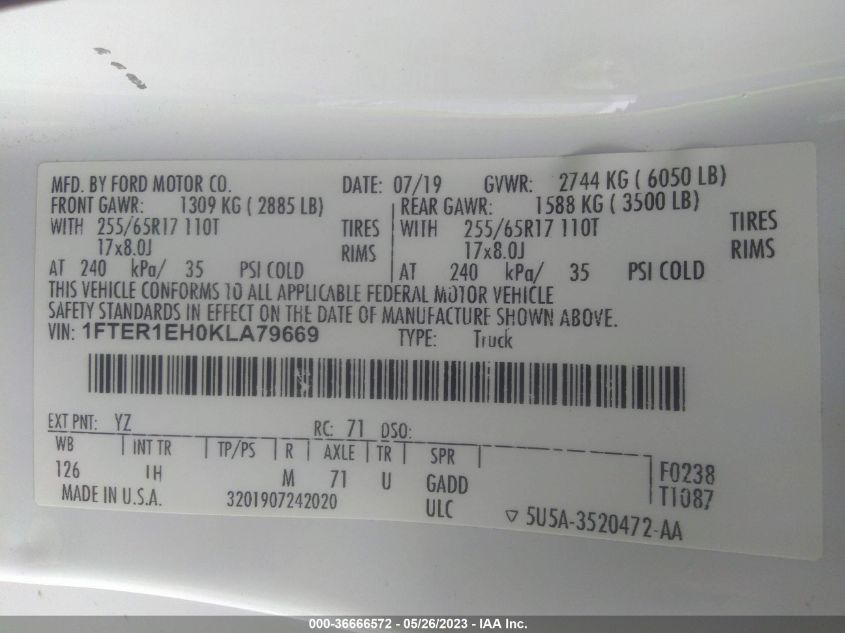 MFD. BY FORD MOTOR CO. DATE: 07/19 GVWR: 2744 KG ( 6050 LB)
FRONT GAWR: 1309 KG ( 2885 LB) REAR GAWR: 1588 KG ( 3500 LB)
WITH 255/65R17 110T TIRES WITH 255/65R17 110T TIRES
17x8.0J RIMS 17x8.0J RIMS
AT 240 kPa/ 35 PSI COLD AT 240 kPa/ 35 PSI COLD
THIS VEHICLE CONFORMS TO ALL APPLICABLE FEDERAL MOTOR VEHICLE
SAFETY STANDARDS IN EFFECT ON THE DATE OF MANUFACTURE SHOWN ABOVE.
VIN: 1FTER1EH0KLA79669 TYPE: Truck
EXT PNT: YZ RC: 71 DSO:
WB INT TR TP/PS R AXLE TR SPR
126 IH M 71 U GADD F0238
ULC T1087
MADE IN U.S.A. 3201907242020 ▽ 5U5A-3520472-AA
000-36666572 - 05/26/2023 - IAA Inc.